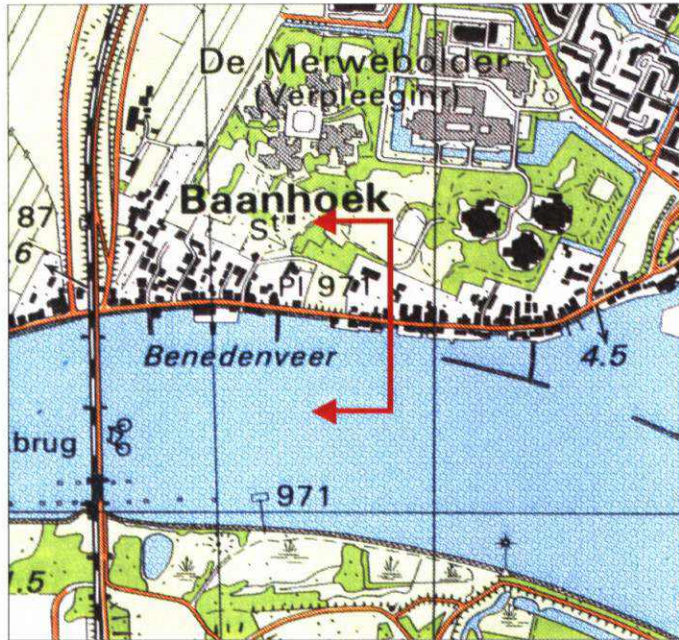 De Merwebolder
(Verpleeginr)
Baanhoek
St
87
.6
Pl 971
Benedenveer
4.5
.brug
971
1.5